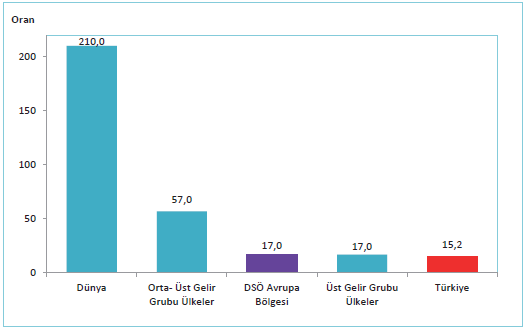 Oran
210,0
200
150
100
57,0
50
17,0
17,0
15,2
0
Dünya
Orta- Üst Gelir
Grubu Ülkeler
DSÖ Avrupa
Bölgesi
Üst Gelir Grubu
Ülkeler
Türkiye